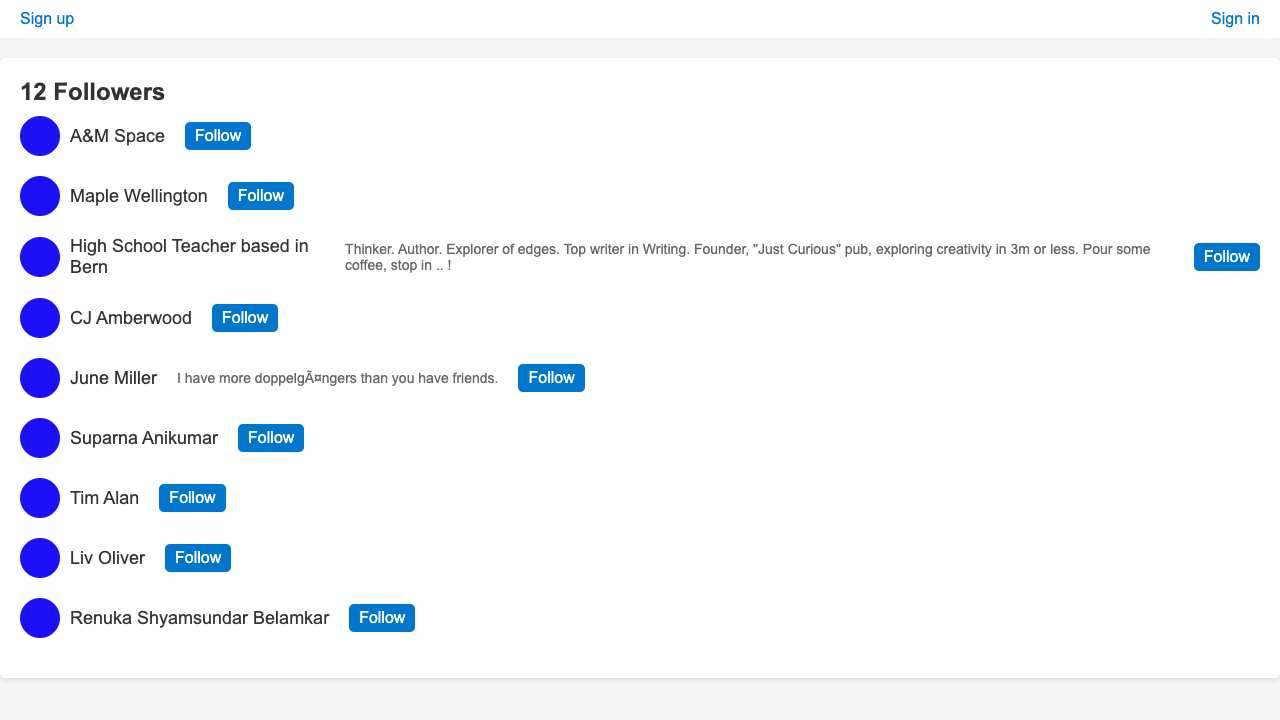 Sign up
Sign in
12 Followers
A&M Space
Follow
Maple Wellington
Follow
High School Teacher based in
Bern
Thinker. Author. Explorer of edges. Top writer in Writing. Founder, "Just Curious" pub, exploring creativity in 3m or less. Pour some
coffee, stop in .. !
Follow
CJ Amberwood
Follow
June Miller
I have more doppelgÃ¤ngers than you have friends.
Follow
Suparna Anikumar
Follow
Tim Alan
Follow
Liv Oliver
Follow
Renuka Shyamsundar Belamkar
Follow